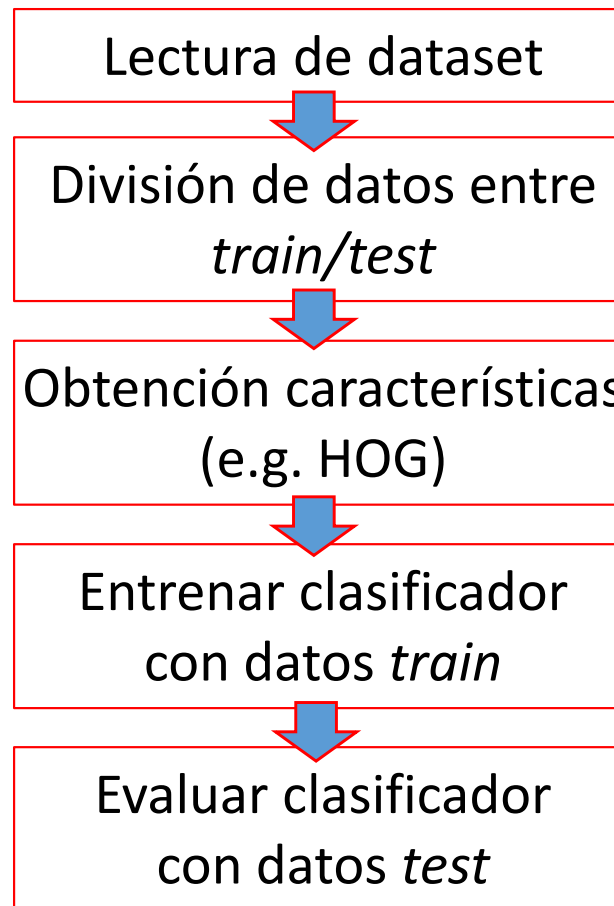 Lectura de dataset
División de datos entre
train/test
Obtención características
(e.g. HOG)
Entrenar clasificador
con datos train
Evaluar clasificador
con datos test